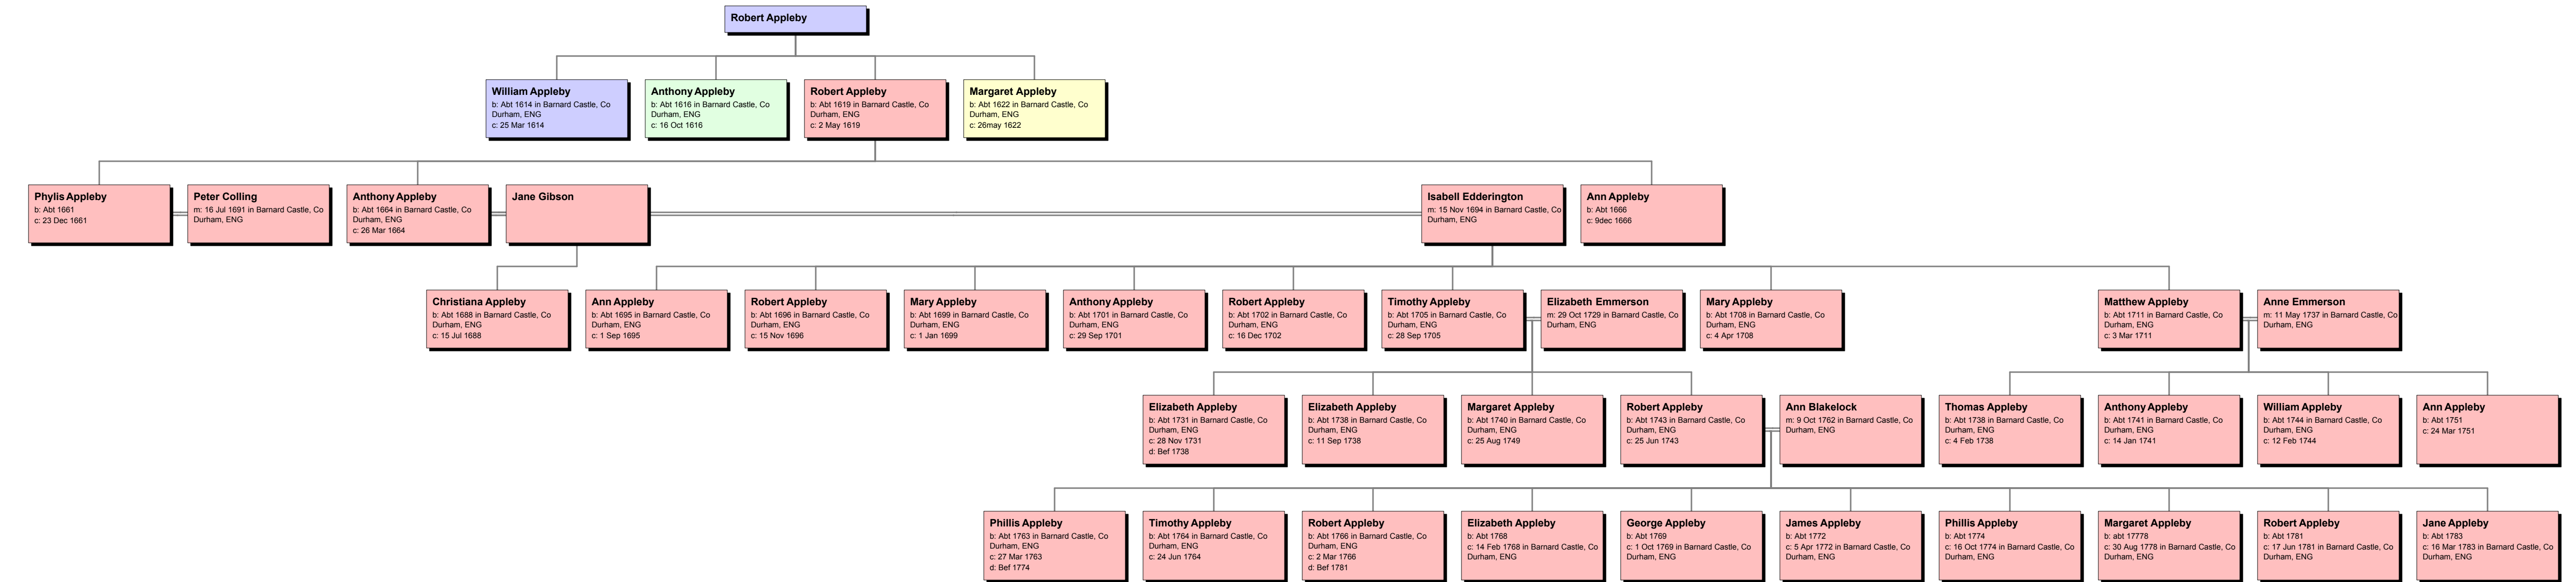 Robert Appleby
William Appleby
b: Abt 1614 in Barnard Castle, Co
Durham, ENG
c: 25 Mar 1614
Anthony Appleby
b: Abt 1616 in Barnard Castle, Co
Durham, ENG
c: 16 Oct 1616
Robert Appleby
b: Abt 1619 in Barnard Castle, Co
Durham, ENG
c: 2 May 1619
Margaret Appleby
b: Abt 1622 in Barnard Castle, Co
Durham, ENG
c: 26may 1622
Phylis Appleby
b: Abt 1661
c: 23 Dec 1661
Peter Colling
m: 16 Jul 1691 in Barnard Castle, Co
Durham, ENG
Anthony Appleby
b: Abt 1664 in Barnard Castle, Co
Durham, ENG
c: 26 Mar 1664
Jane Gibson
Isabell Edderington
m: 15 Nov 1694 in Barnard Castle, Co
Durham, ENG
Ann Appleby
b: Abt 1666
c: 9dec 1666
Christiana Appleby
b: Abt 1688 in Barnard Castle, Co
Durham, ENG
c: 15 Jul 1688
Ann Appleby
b: Abt 1695 in Barnard Castle, Co
Durham, ENG
c: 1 Sep 1695
Robert Appleby
b: Abt 1696 in Barnard Castle, Co
Durham, ENG
c: 15 Nov 1696
Mary Appleby
b: Abt 1699 in Barnard Castle, Co
Durham, ENG
c: 1 Jan 1699
Anthony Appleby
b: Abt 1701 in Barnard Castle, Co
Durham, ENG
c: 29 Sep 1701
Robert Appleby
b: Abt 1702 in Barnard Castle, Co
Durham, ENG
c: 16 Dec 1702
Timothy Appleby
b: Abt 1705 in Barnard Castle, Co
Durham, ENG
c: 28 Sep 1705
Elizabeth Emmerson
m: 29 Oct 1729 in Barnard Castle, Co
Durham, ENG
Mary Appleby
b: Abt 1708 in Barnard Castle, Co
Durham, ENG
c: 4 Apr 1708
Matthew Appleby
b: Abt 1711 in Barnard Castle, Co
Durham, ENG
c: 3 Mar 1711
Anne Emmerson
m: 11 May 1737 in Barnard Castle, Co
Durham, ENG
Elizabeth Appleby
b: Abt 1731 in Barnard Castle, Co
Durham, ENG
c: 28 Nov 1731
d: Bef 1738
Elizabeth Appleby
b: Abt 1738 in Barnard Castle, Co
Durham, ENG
c: 11 Sep 1738
Margaret Appleby
b: Abt 1740 in Barnard Castle, Co
Durham, ENG
c: 25 Aug 1749
Robert Appleby
b: Abt 1743 in Barnard Castle, Co
Durham, ENG
c: 25 Jun 1743
Ann Blakelock
m: 9 Oct 1762 in Barnard Castle, Co
Durham, ENG
Thomas Appleby
b: Abt 1738 in Barnard Castle, Co
Durham, ENG
c: 4 Feb 1738
Anthony Appleby
b: Abt 1741 in Barnard Castle, Co
Durham, ENG
c: 14 Jan 1741
William Appleby
b: Abt 1744 in Barnard Castle, Co
Durham, ENG
c: 12 Feb 1744
Ann Appleby
b: Abt 1751
c: 24 Mar 1751
Phillis Appleby
b: Abt 1763 in Barnard Castle, Co
Durham, ENG
c: 27 Mar 1763
d: Bef 1774
Timothy Appleby
b: Abt 1764 in Barnard Castle, Co
Durham, ENG
c: 24 Jun 1764
Robert Appleby
b: Abt 1766 in Barnard Castle, Co
Durham, ENG
c: 2 Mar 1766
d: Bef 1781
Elizabeth Appleby
b: Abt 1768
c: 14 Feb 1768 in Barnard Castle, Co
Durham, ENG
George Appleby
b: Abt 1769
c: 1 Oct 1769 in Barnard Castle, Co
Durham, ENG
James Appleby
b: Abt 1772
c: 5 Apr 1772 in Barnard Castle, Co
Durham, ENG
Phillis Appleby
b: Abt 1774
c: 16 Oct 1774 in Barnard Castle, Co
Durham, ENG
Margaret Appleby
b: abt 17778
c: 30 Aug 1778 in Barnard Castle, Co
Durham, ENG
Robert Appleby
b: Abt 1781
c: 17 Jun 1781 in Barnard Castle, Co
Durham, ENG
Jane Appleby
b: Abt 1783
c: 16 Mar 1783 in Barnard Castle, Co
Durham, ENG